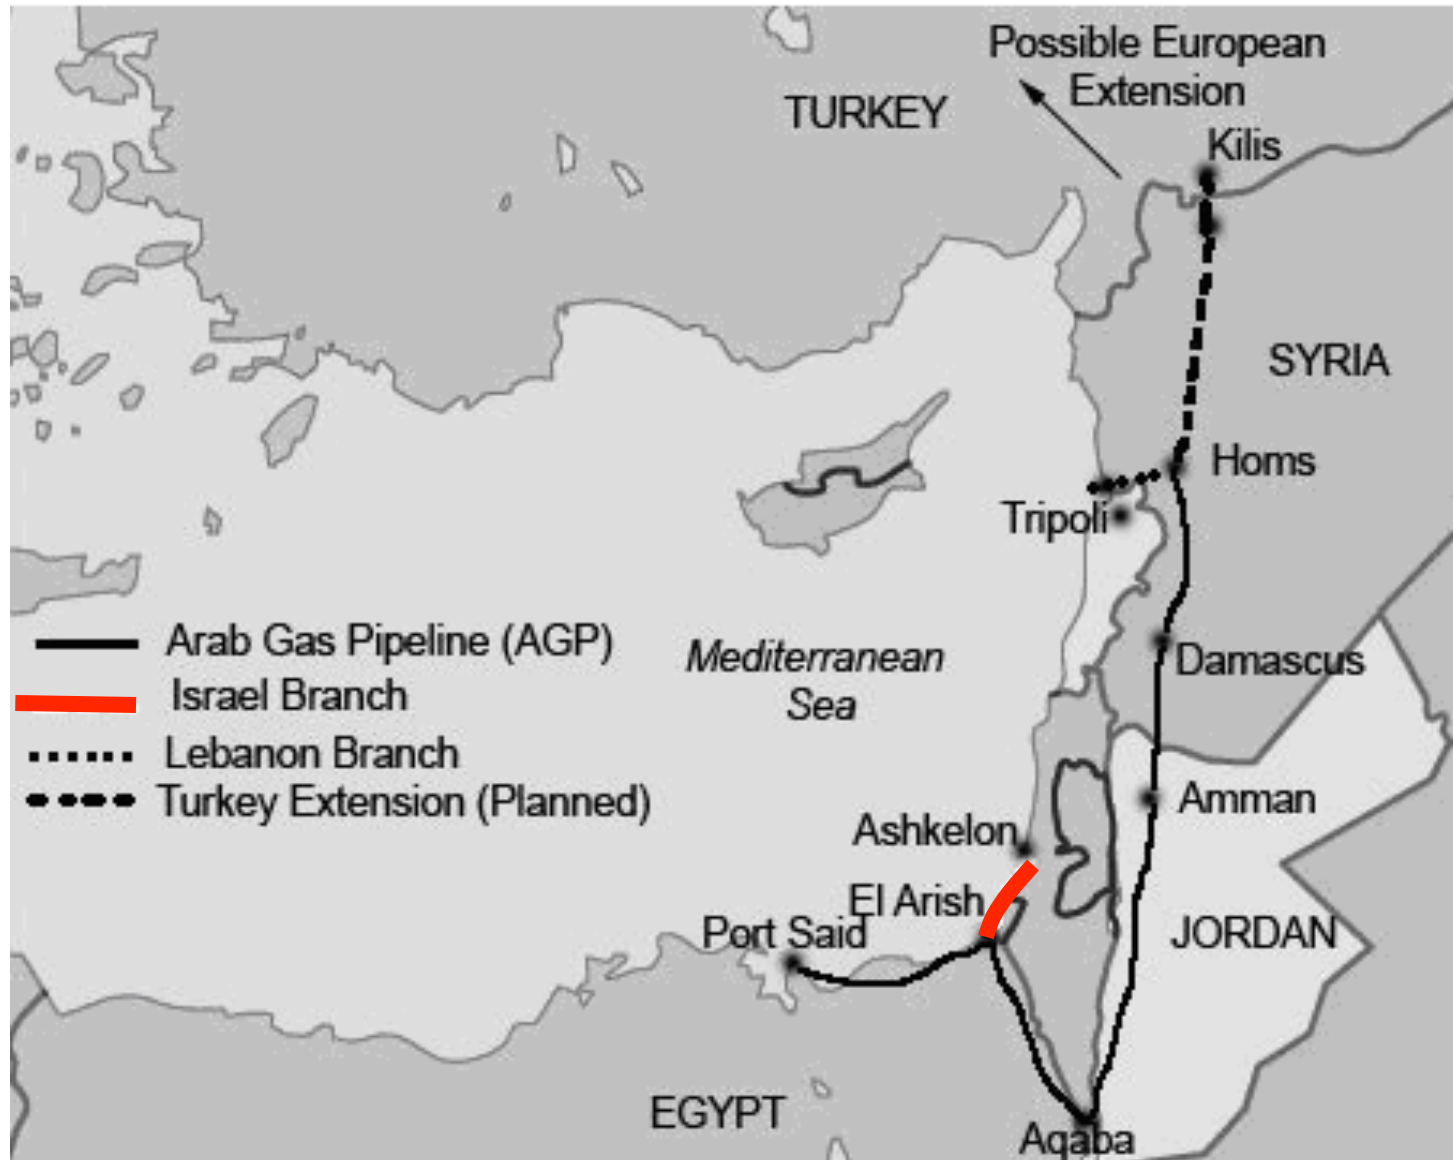 Possible European
Extension
TURKEY
Kilis
SYRIA
Homs
Tripoli
Arab Gas Pipeline (AGP)
Mediterranean
Sea
Damascus
Israel Branch
Lebanon Branch
Turkey Extension (Planned)
Amman
Ashkelon
El Arish
Port Said
JORDAN
EGYPT
Aqaba